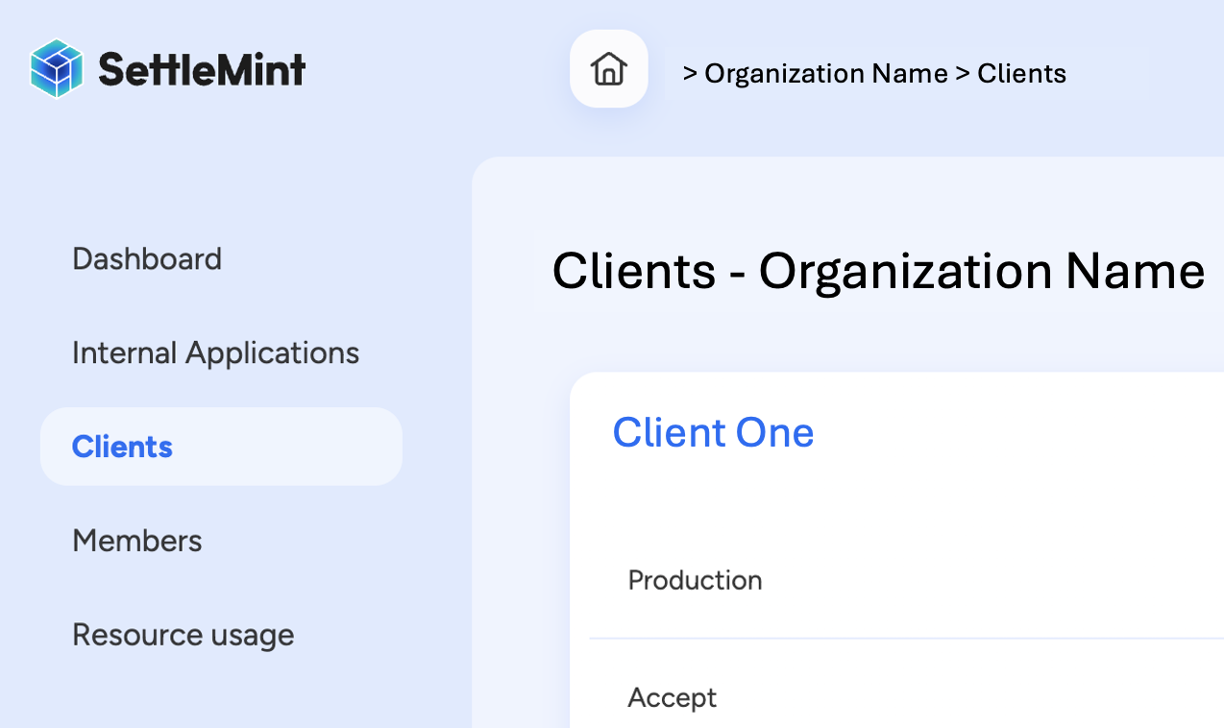 SettleMint
> Organization Name > Clients
Dashboard
Internal Applications
Clients
Members
Resource usage
Clients - Organization Name
Client One
Production
Accept